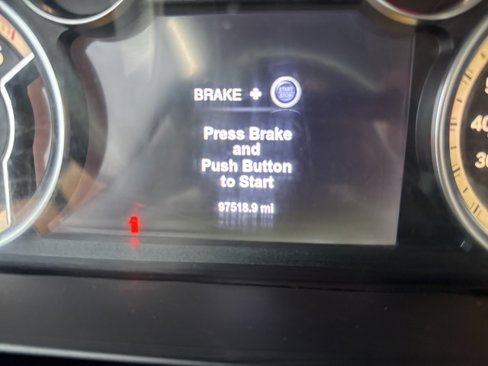 BRAKE + START STOP
Press Brake
and
Push Button
to Start
97518.9 mi
40
30